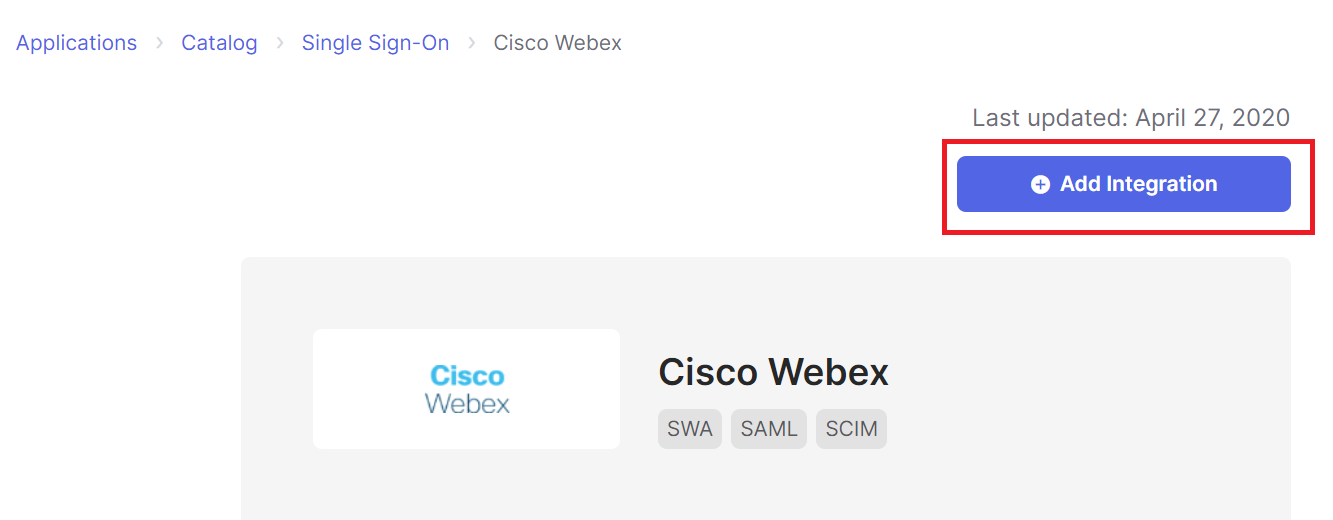 Applications > Catalog > Single Sign-On > Cisco Webex
Last updated: April 27, 2020
Add Integration
Cisco
Webex
Cisco Webex
SWA SAML SCIM